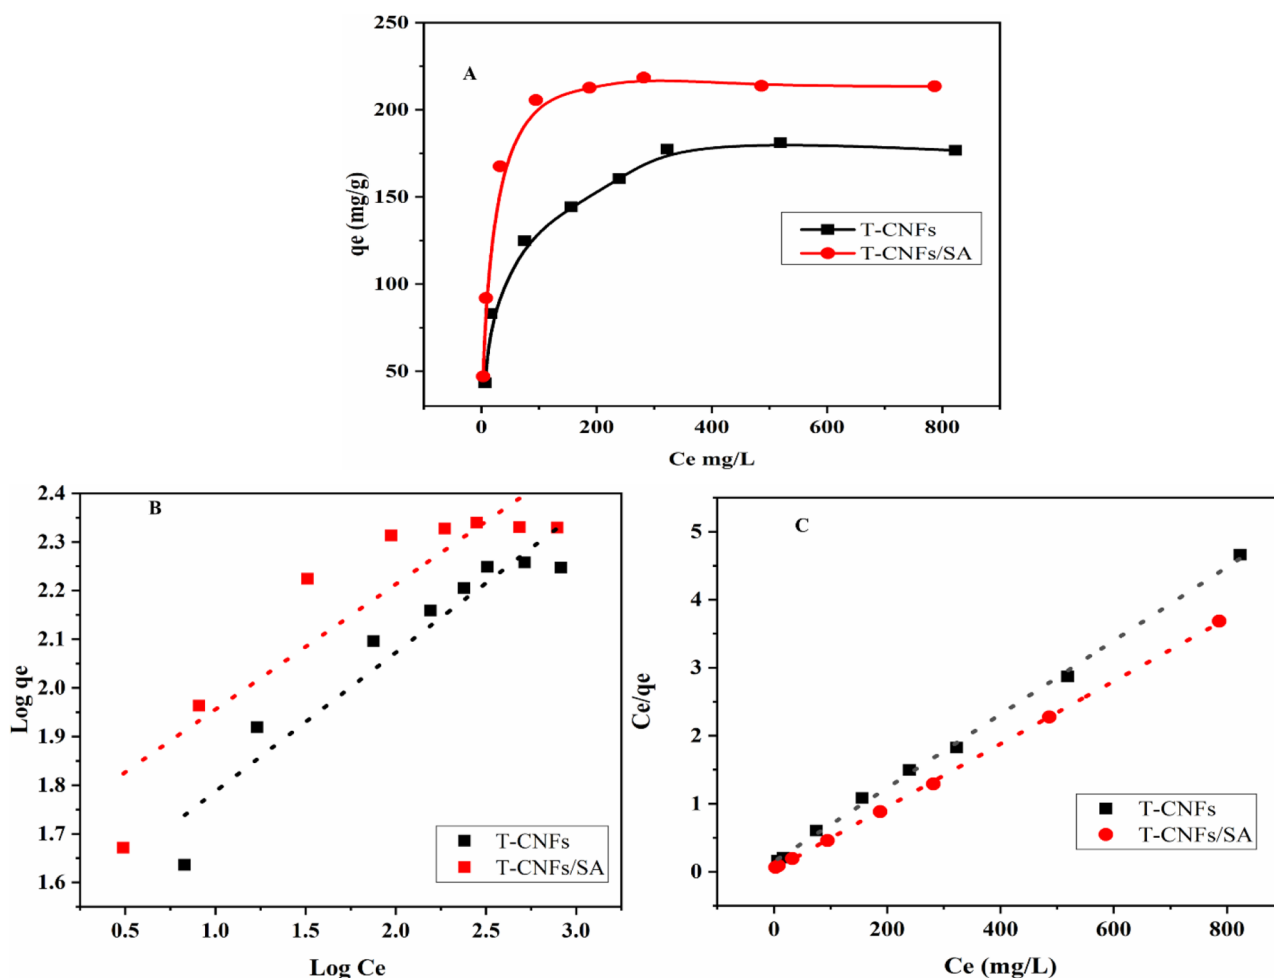 250
200
150
100
50
qe (mg/g)
A
T-CNFs
T-CNFs/SA
0 200 400 600 800
Ce mg/L
2.4
2.3
2.2
2.1
2.0
1.9
1.8
1.7
1.6
Log qe
B
T-CNFs
T-CNFs/SA
0.5 1.0 1.5 2.0 2.5 3.0
Log Ce
5
4
3
2
1
0
Ce/qe
C
T-CNFs
T-CNFs/SA
0 200 400 600 800
Ce (mg/L)